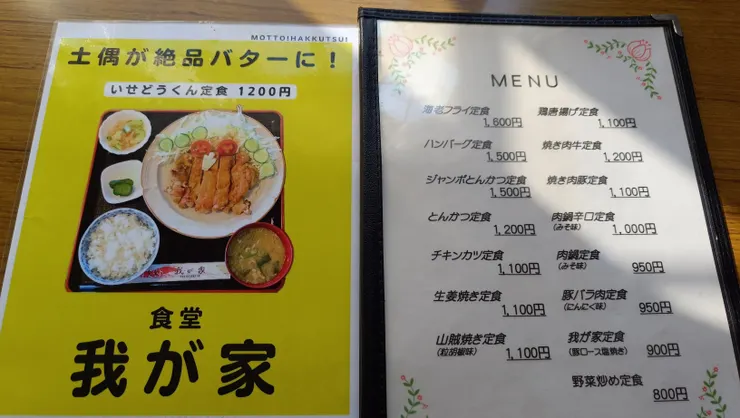 MOTTOIHAKKUTSU!
土偶が絶品バターに！
いせどうくん定食 1200円
我が家
食堂
我が家
MENU
海老フライ定食
1,600円
ハンバーグ定食
1,500円
ジャンボとんかつ定食
1,500円
とんかつ定食
1,200円
チキンカツ定食
1,100円
生姜焼き定食
1,100円
山賊焼き定食
(粒胡椒味)
1,100円
鶏唐揚げ定食
1,100円
焼き肉牛定食
1,200円
焼き肉豚定食
1,100円
肉鍋辛口定食
(みそ味)
1,000円
肉鍋定食
(みそ味)
950円
豚バラ肉定食
(にんにく味)
950円
我が家定食
(豚ロース塩焼き)
900円
野菜炒め定食
800円